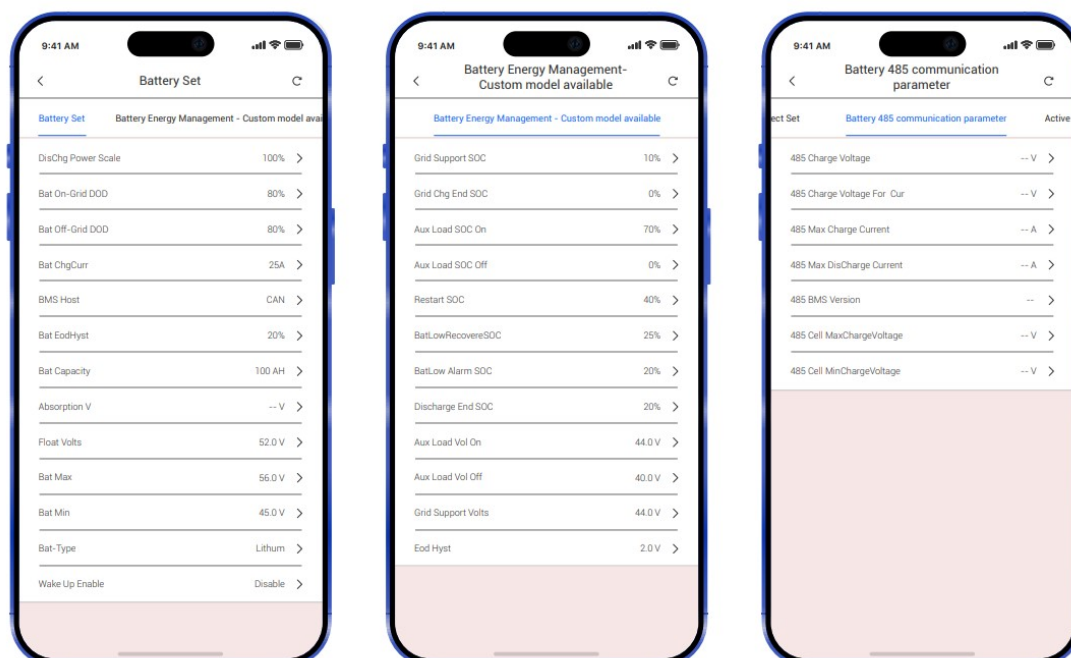 9:41 AM
Battery Set
Battery Set Battery Energy Management - Custom model avai
DisChg Power Scale 100%
Bat On-Grid DOD 80%
Bat Off-Grid DOD 80%
Bat ChgCurr 25A
BMS Host CAN
Bat EodHyst 20%
Bat Capacity 100 AH
Absorption V -- V
Float Volts 52.0 V
Bat Max 56.0 V
Bat Min 45.0 V
Bat-Type Lithum
Wake Up Enable Disable
9:41 AM
Battery Energy Management-
Custom model available
Battery Energy Management - Custom model available
Grid Support SOC 10%
Grid Chg End SOC 0%
Aux Load SOC On 70%
Aux Load SOC Off 0%
Restart SOC 40%
BatLowRecovereSOC 25%
BatLow Alarm SOC 20%
Discharge End SOC 20%
Aux Load Vol On 44.0 V
Aux Load Vol Off 40.0 V
Grid Support Volts 44.0 V
Eod Hyst 2.0 V
9:41 AM
Battery 485 communication
parameter
ect Set Battery 485 communication parameter Active
485 Charge Voltage -- V
485 Charge Voltage For Cur -- V
485 Max Charge Current -- A
485 Max DisCharge Current -- A
485 BMS Version --
485 Cell MaxChargeVoltage -- V
485 Cell MinChargeVoltage -- V